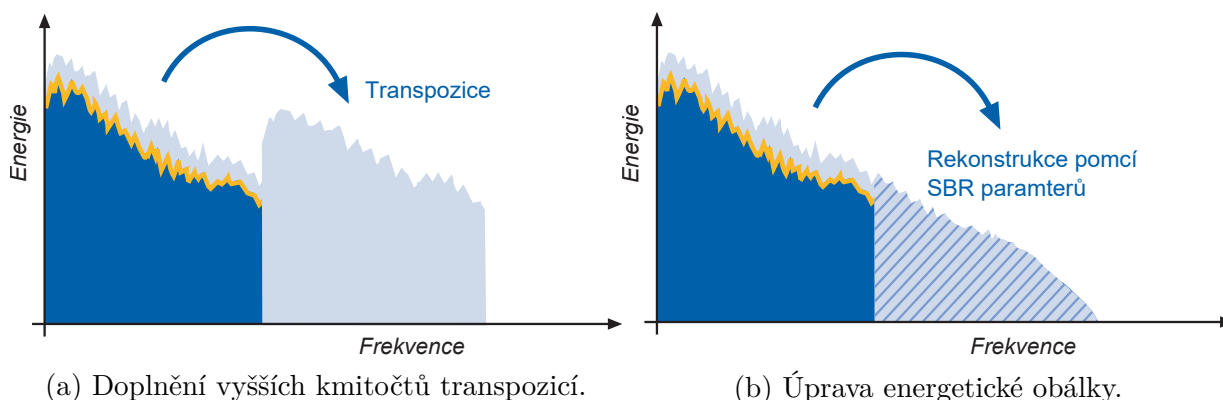 Energie
Transpozice
Frekvence
(a) Doplnění vyšších kmitočtů transpozicí.
Energie
Rekonstrukce pomcí
SBR paramterů
Frekvence
(b) Úprava energetické obálky.